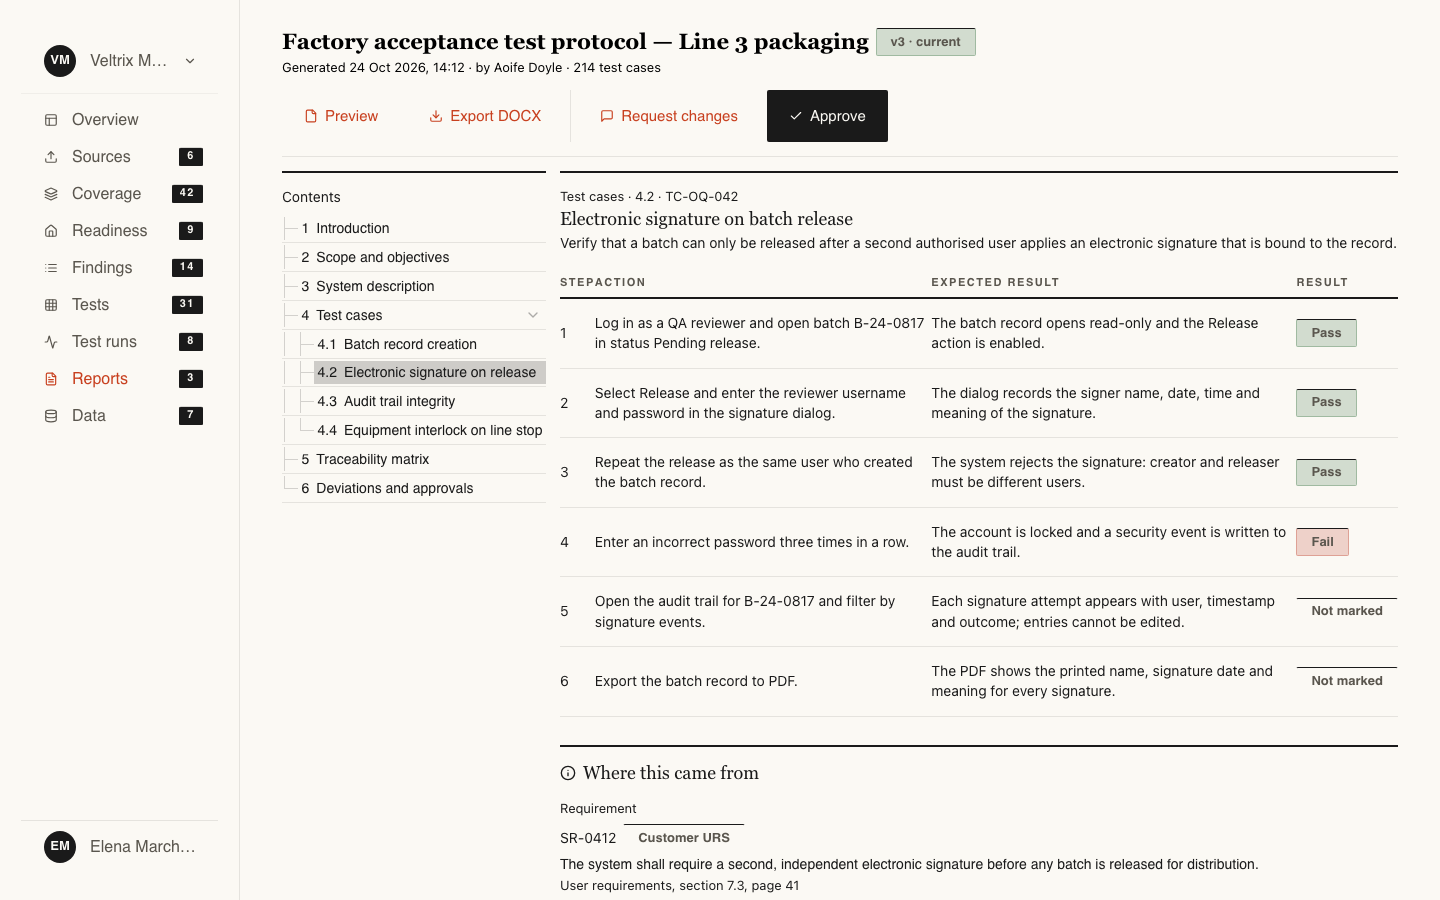 VM Veltrix M...
Overview
Sources 6
Coverage 42
Readiness 9
Findings 14
Tests 31
Test runs 8
Reports 3
Data 7
EM Elena March...
Factory acceptance test protocol — Line 3 packaging v3 · current
Generated 24 Oct 2026, 14:12 · by Aoife Doyle · 214 test cases
Preview Export DOCX Request changes Approve
Contents
1 Introduction
2 Scope and objectives
3 System description
4 Test cases
4.1 Batch record creation
4.2 Electronic signature on release
4.3 Audit trail integrity
4.4 Equipment interlock on line stop
5 Traceability matrix
6 Deviations and approvals
Test cases · 4.2 · TC-OQ-042
Electronic signature on batch release
Verify that a batch can only be released after a second authorised user applies an electronic signature that is bound to the record.
STEP ACTION EXPECTED RESULT RESULT
1 Log in as a QA reviewer and open batch B-24-0817 The batch record opens read-only and the Release Pass
in status Pending release. action is enabled.
2 Select Release and enter the reviewer username The dialog records the signer name, date, time and Pass
and password in the signature dialog. meaning of the signature.
3 Repeat the release as the same user who created The system rejects the signature: creator and releaser Pass
the batch record. must be different users.
4 Enter an incorrect password three times in a row. The account is locked and a security event is written to Fail
the audit trail.
5 Open the audit trail for B-24-0817 and filter by Each signature attempt appears with user, timestamp Not marked
signature events. and outcome; entries cannot be edited.
6 Export the batch record to PDF. The PDF shows the printed name, signature date and Not marked
meaning for every signature.
Where this came from
Requirement
SR-0412 Customer URS
The system shall require a second, independent electronic signature before any batch is released for distribution.
User requirements, section 7.3, page 41